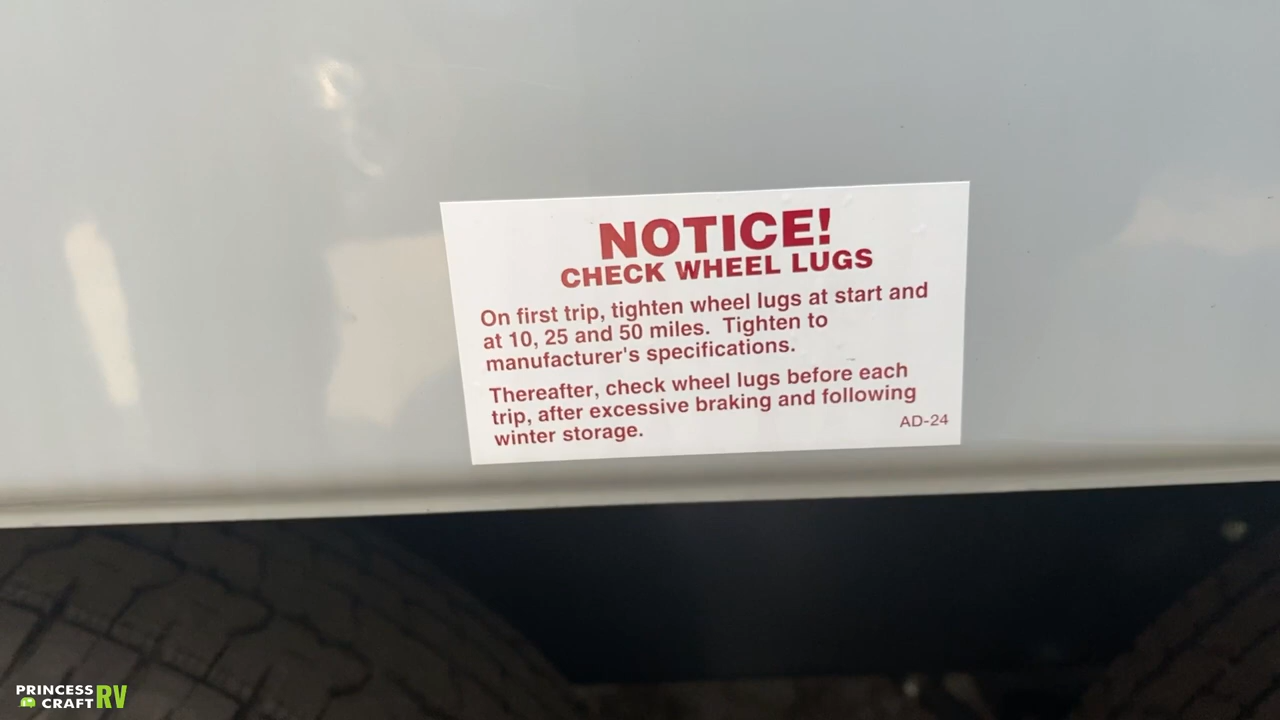 NOTICE!
CHECK WHEEL LUGS
On first trip, tighten wheel lugs at start and
at 10, 25 and 50 miles.  Tighten to
manufacturer's specifications.
Thereafter, check wheel lugs before each
trip, after excessive braking and following
winter storage.
AD-24
PRINCESS
CRAFT RV